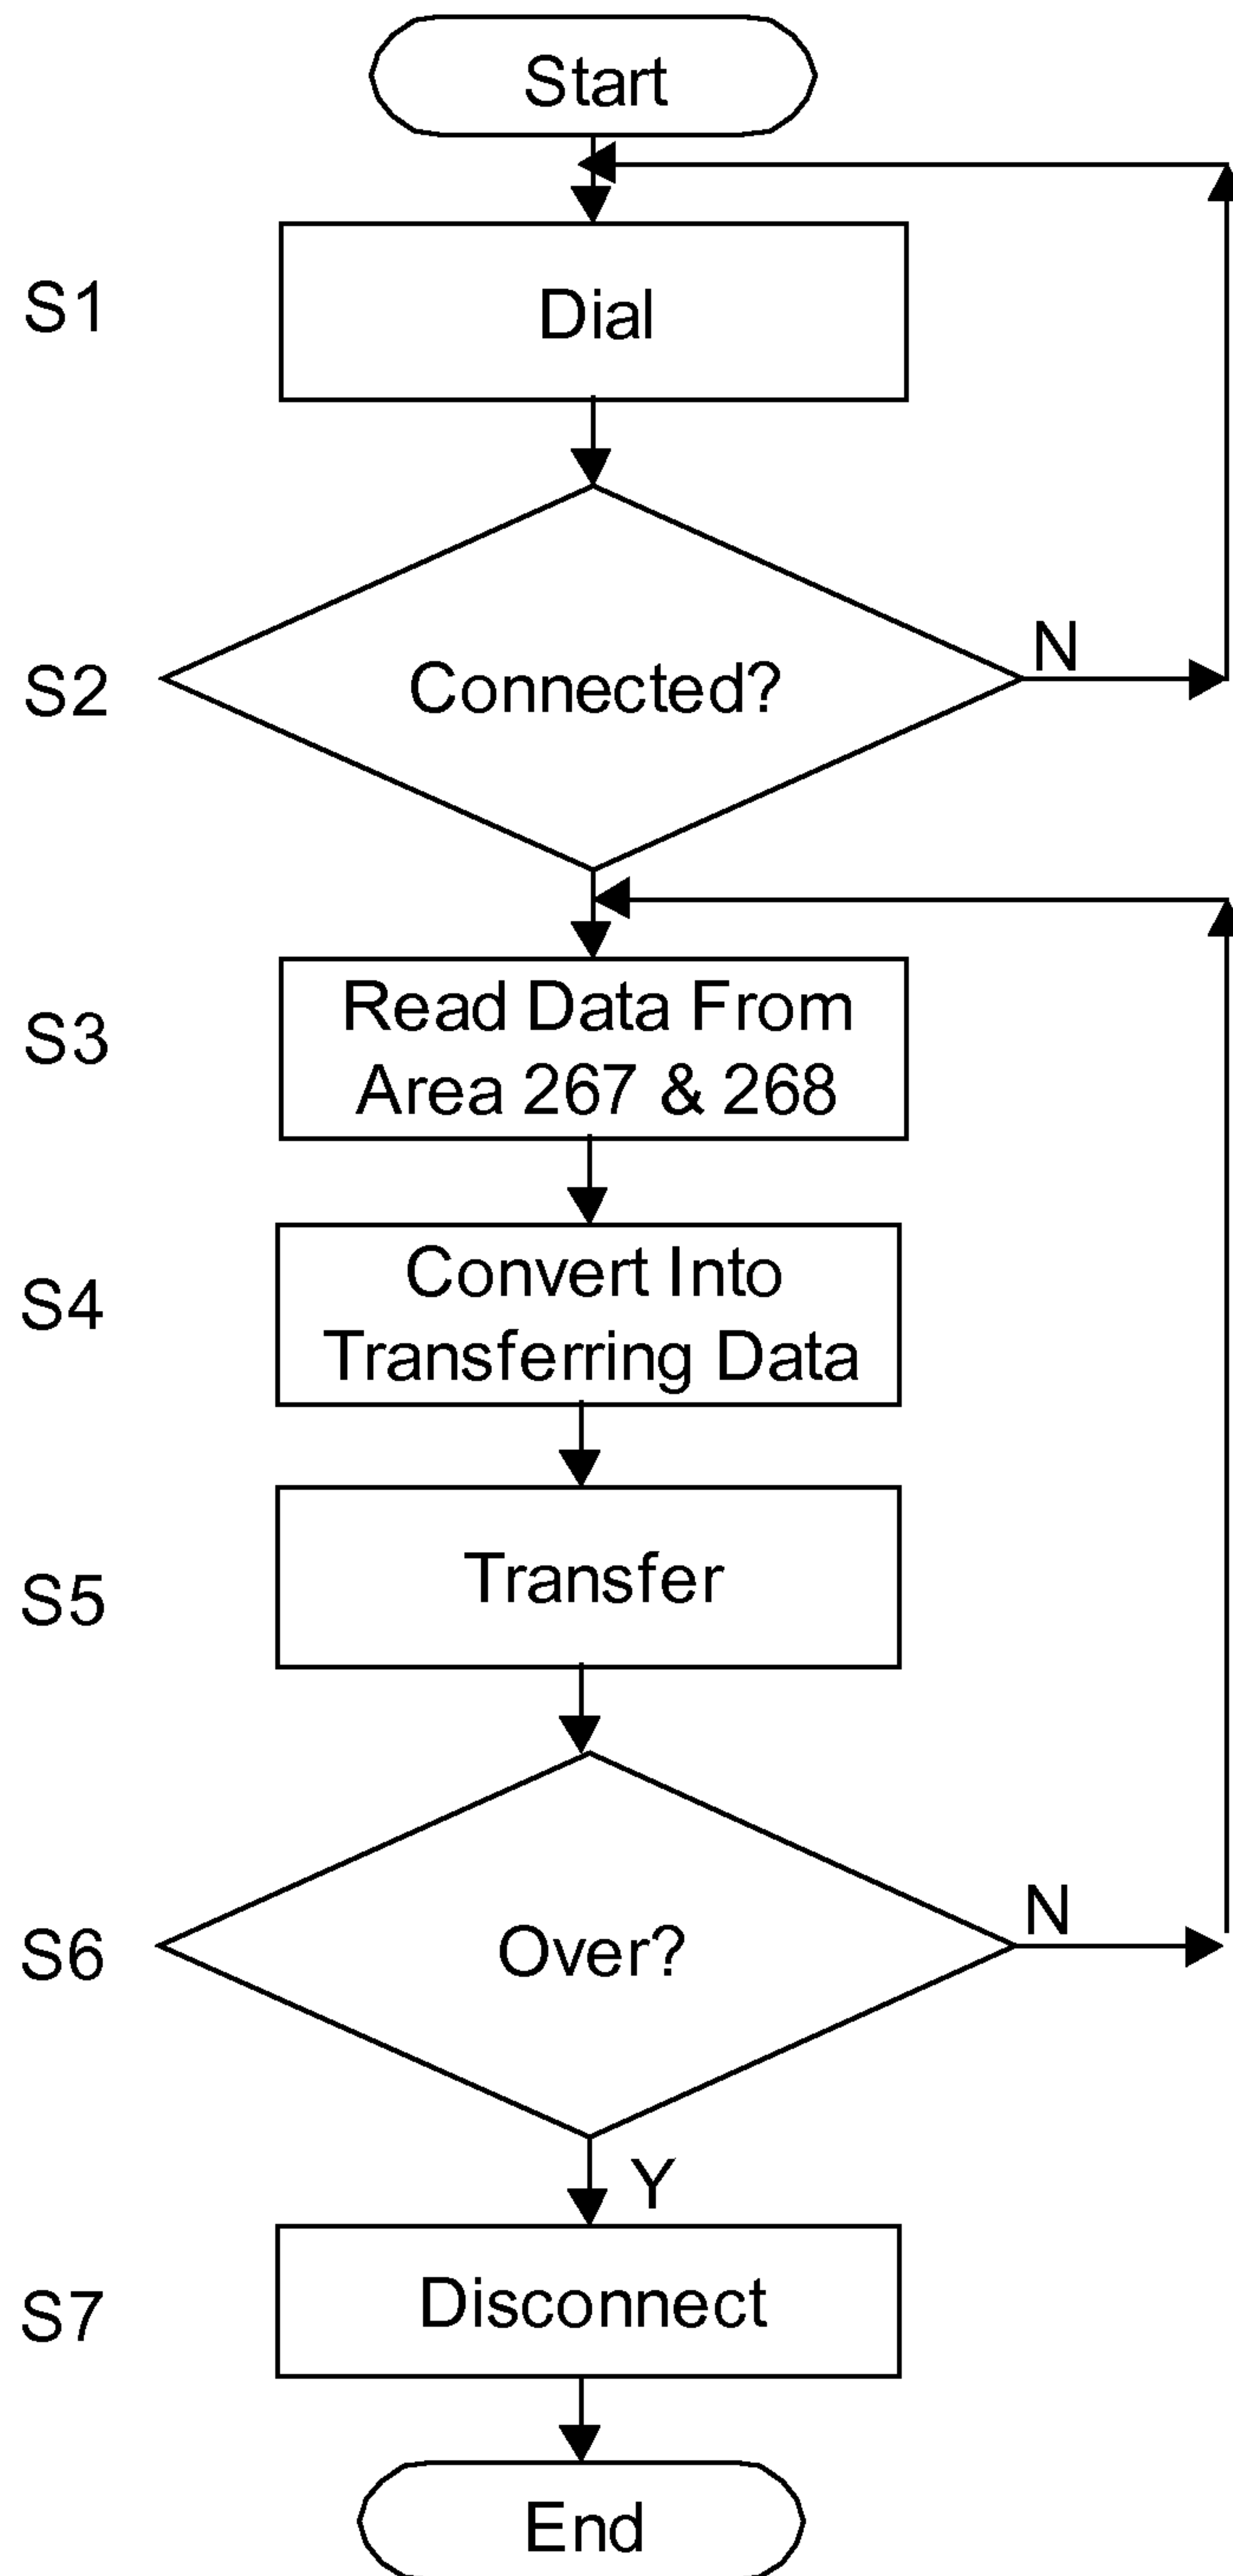 Start
S1
Dial
S2
Connected?
N
S3
Read Data From
Area 267 & 268
S4
Convert Into
Transferring Data
S5
Transfer
S6
Over?
N
Y
S7
Disconnect
End